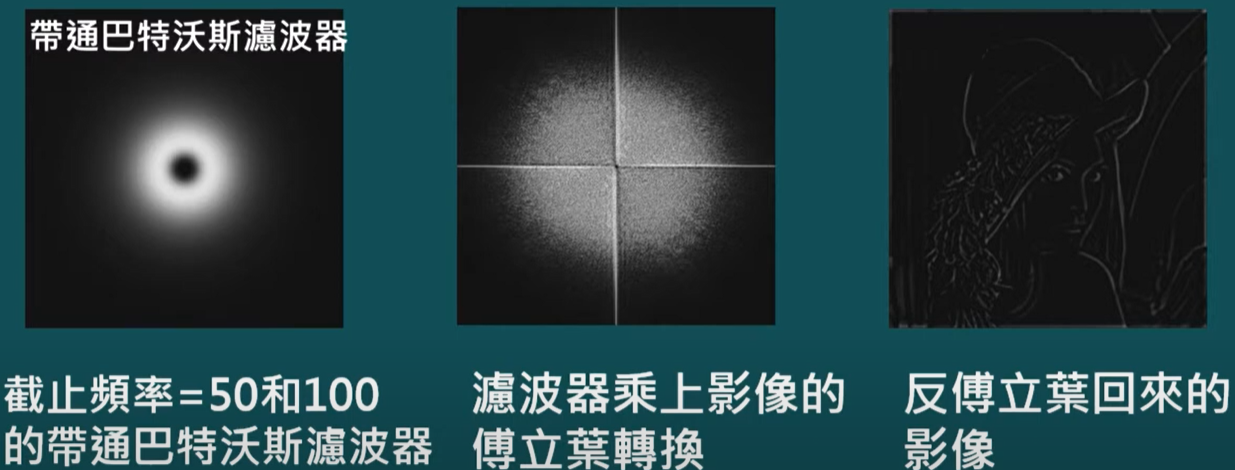 帶通巴特沃斯濾波器
截止頻率=50和100
的帶通巴特沃斯濾波器
濾波器乘上影像的
傅立葉轉換
反傅立葉回來的
影像